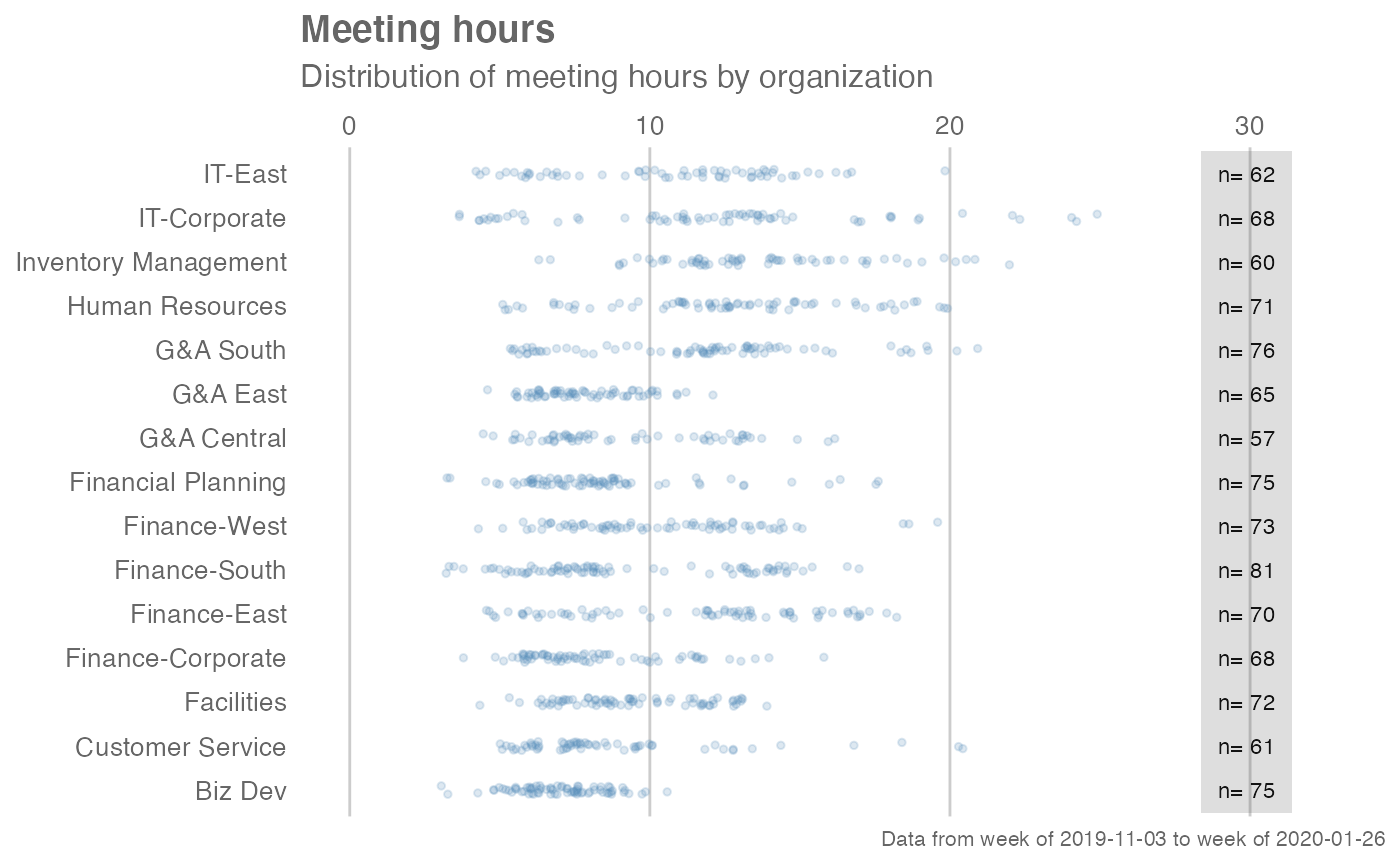 Meeting hours
Distribution of meeting hours by organization
0 10 20 30
IT-East n= 62
IT-Corporate n= 68
Inventory Management n= 60
Human Resources n= 71
G&A South n= 76
G&A East n= 65
G&A Central n= 57
Financial Planning n= 75
Finance-West n= 73
Finance-South n= 81
Finance-East n= 70
Finance-Corporate n= 68
Facilities n= 72
Customer Service n= 61
Biz Dev n= 75
Data from week of 2019-11-03 to week of 2020-01-26